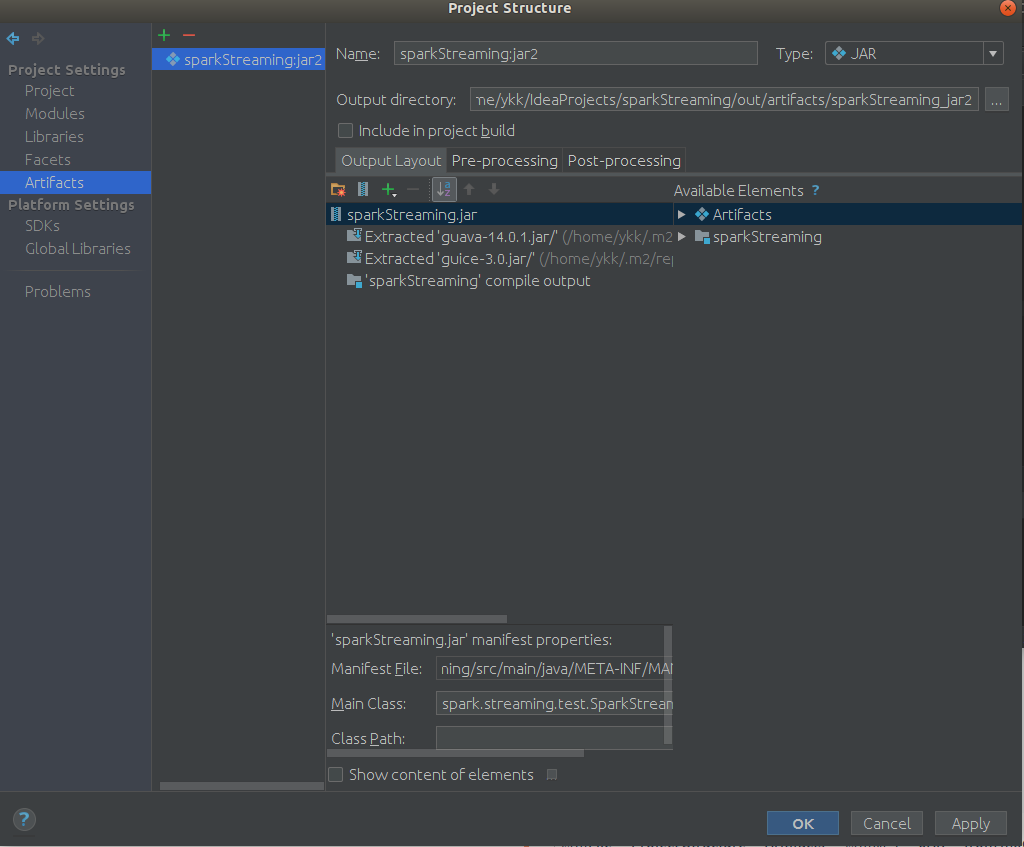 Project Structure
Project Settings
Project
Modules
Libraries
Facets
Artifacts
Platform Settings
SDKs
Global Libraries
Problems
sparkStreaming:jar2
Name: sparkStreaming:jar2 Type: JAR
Output directory: me/ykk/IdeaProjects/sparkStreaming/out/artifacts/sparkStreaming_jar2 ...
Include in project build
Output Layout Pre-processing Post-processing
Available Elements ?
sparkStreaming.jar
Extracted 'guava-14.0.1.jar/' (/home/ykk/.m2
Extracted 'guice-3.0.jar/' (/home/ykk/.m2/rep
'sparkStreaming' compile output
Artifacts
sparkStreaming
'sparkStreaming.jar' manifest properties:
Manifest File: ning/src/main/java/META-INF/MAN
Main Class: spark.streaming.test.SparkStream
Class Path:
Show content of elements
?
OK Cancel Apply